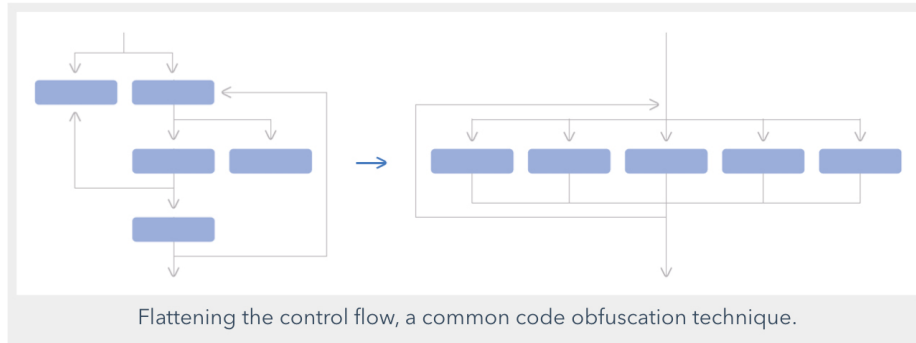 Flattening the control flow, a common code obfuscation technique.